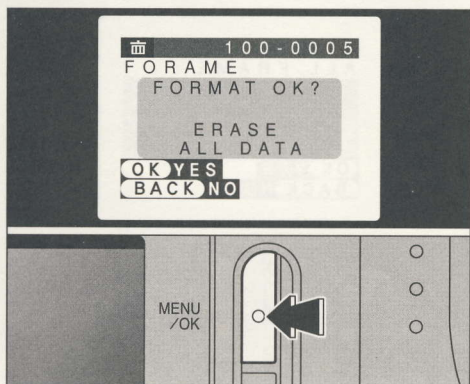 100-0005
FORAME
FORMAT OK?
ERASE
ALL DATA
OK YES
BACK NO
MENU
/OK